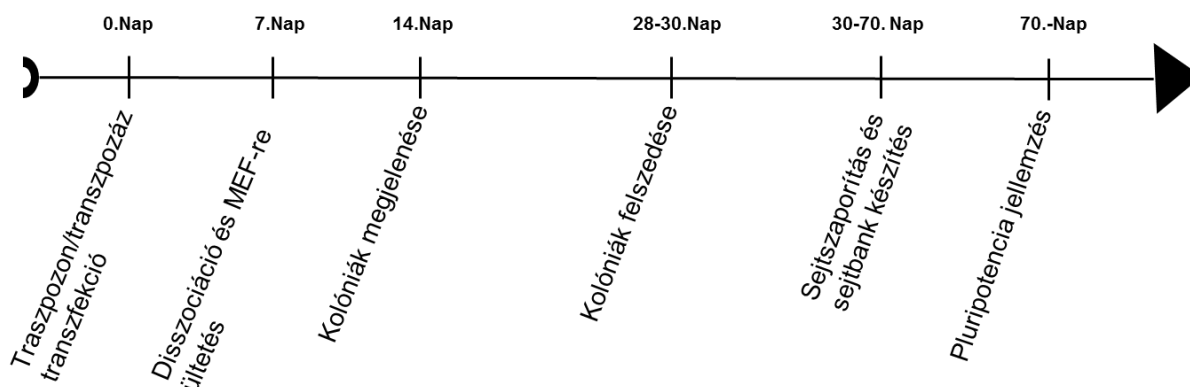 0.Nap
7.Nap
14.Nap
28-30.Nap
30-70. Nap
70.-Nap
Traszpozon/transzpozáz
transzfekció
Disszociáció és MEF-re
ültetés
Kolóniák megjelenése
Kolóniák felszedése
Sejtszaporítás és
sejtbank készítés
Pluripotencia jellemzés